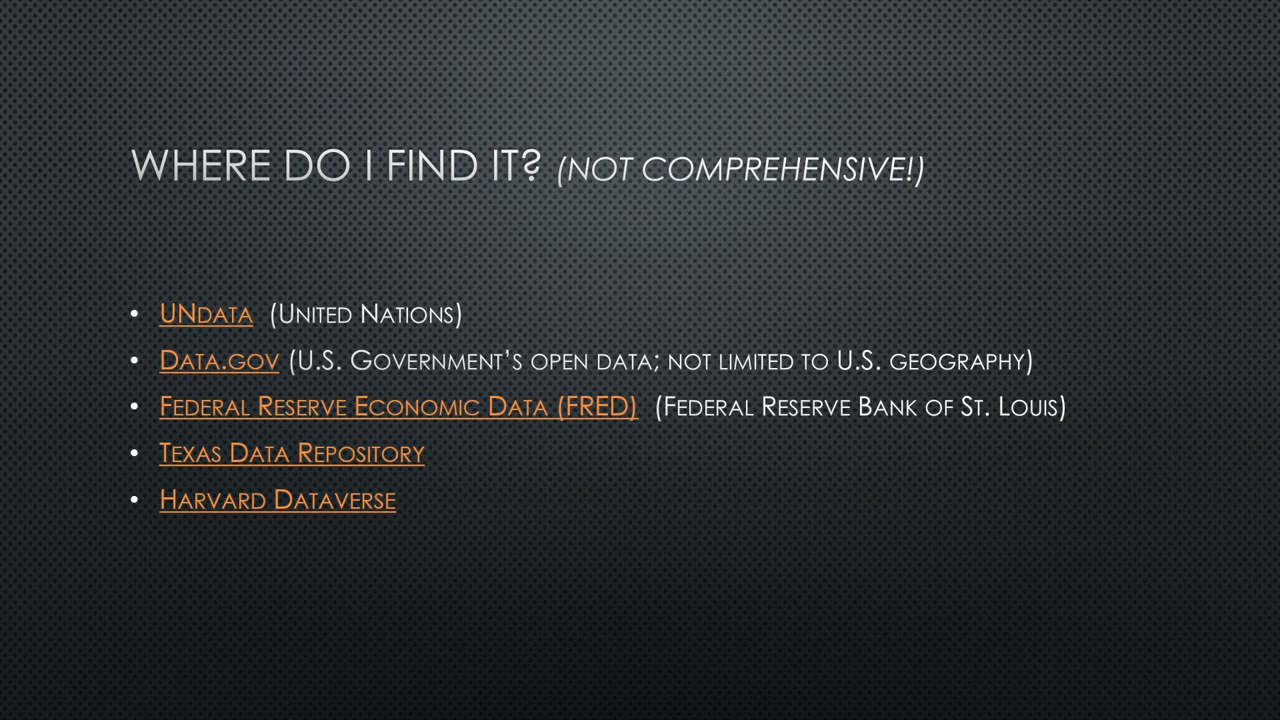 WHERE DO I FIND IT? (NOT COMPREHENSIVE!)
• UNdata (United Nations)
• Data.gov (U.S. Government’s open data; not limited to U.S. geography)
• Federal Reserve Economic Data (FRED) (Federal Reserve Bank of St. Louis)
• Texas Data Repository
• Harvard Dataverse